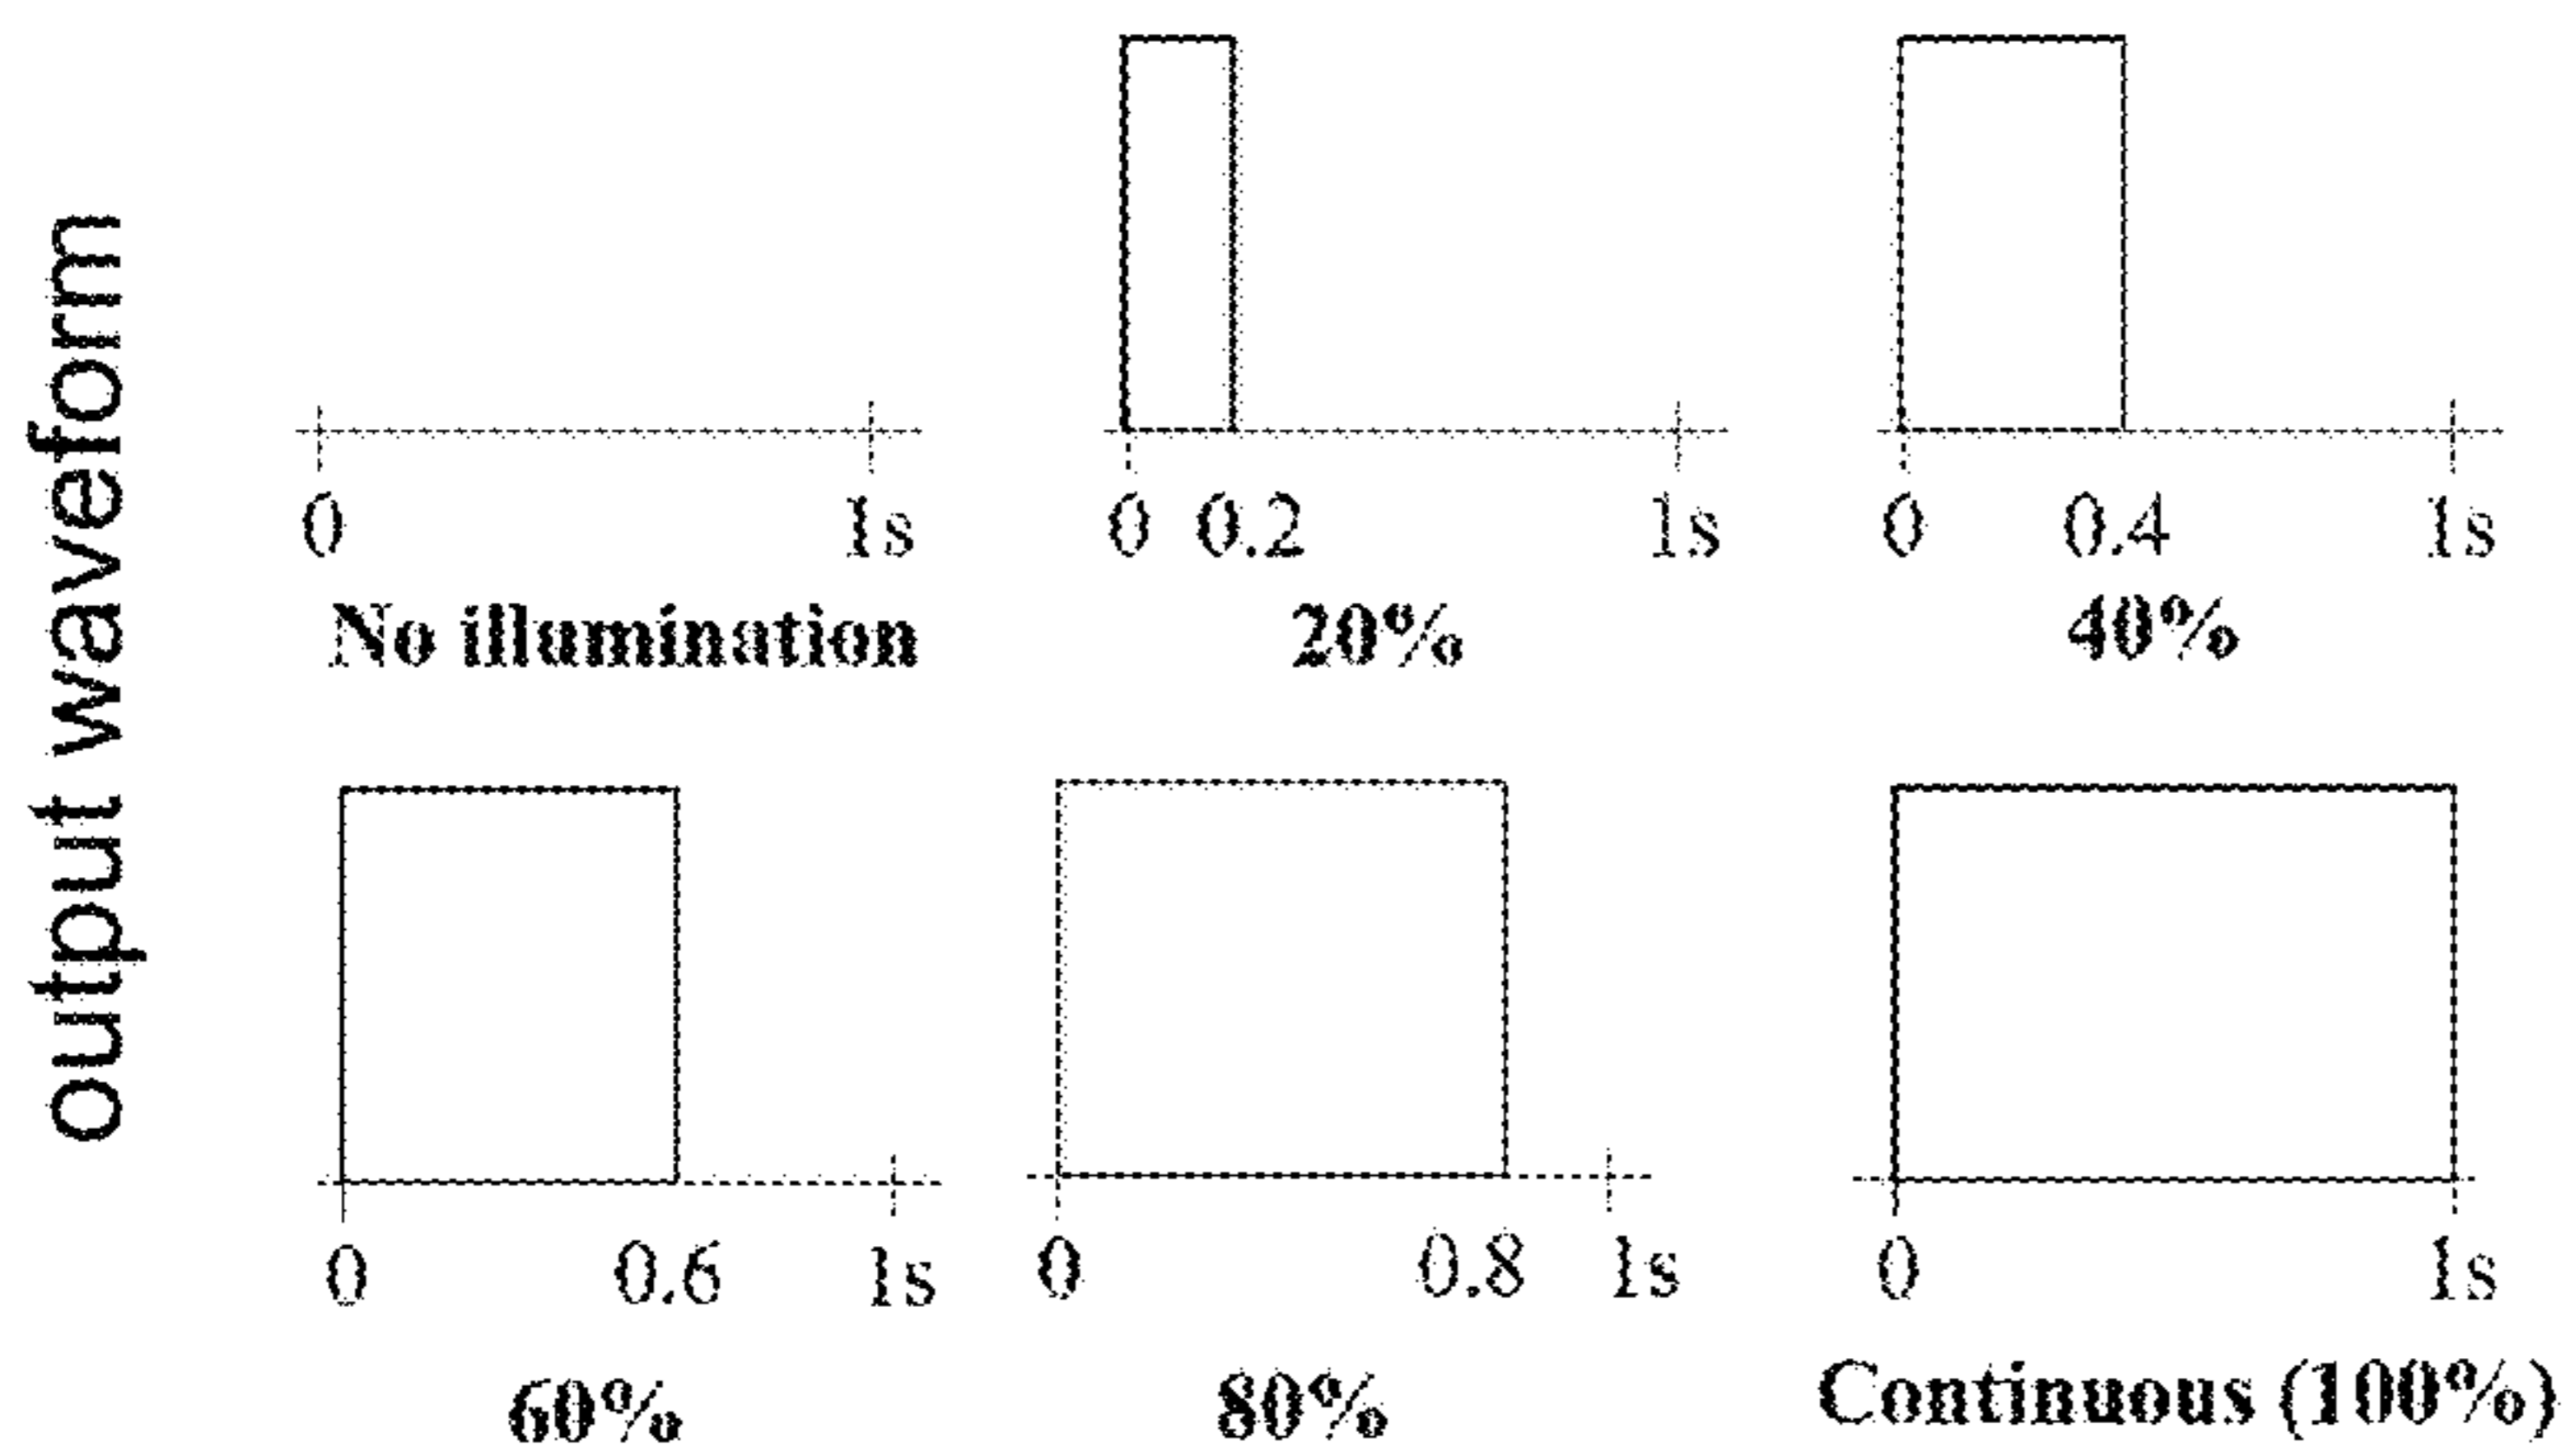 output waveform
0 1s
No illumination
0 0.2 1s
20%
0 0.4 1s
40%
0 0.6 1s
60%
0 0.8 1s
80%
0 1s
Continuous (100%)